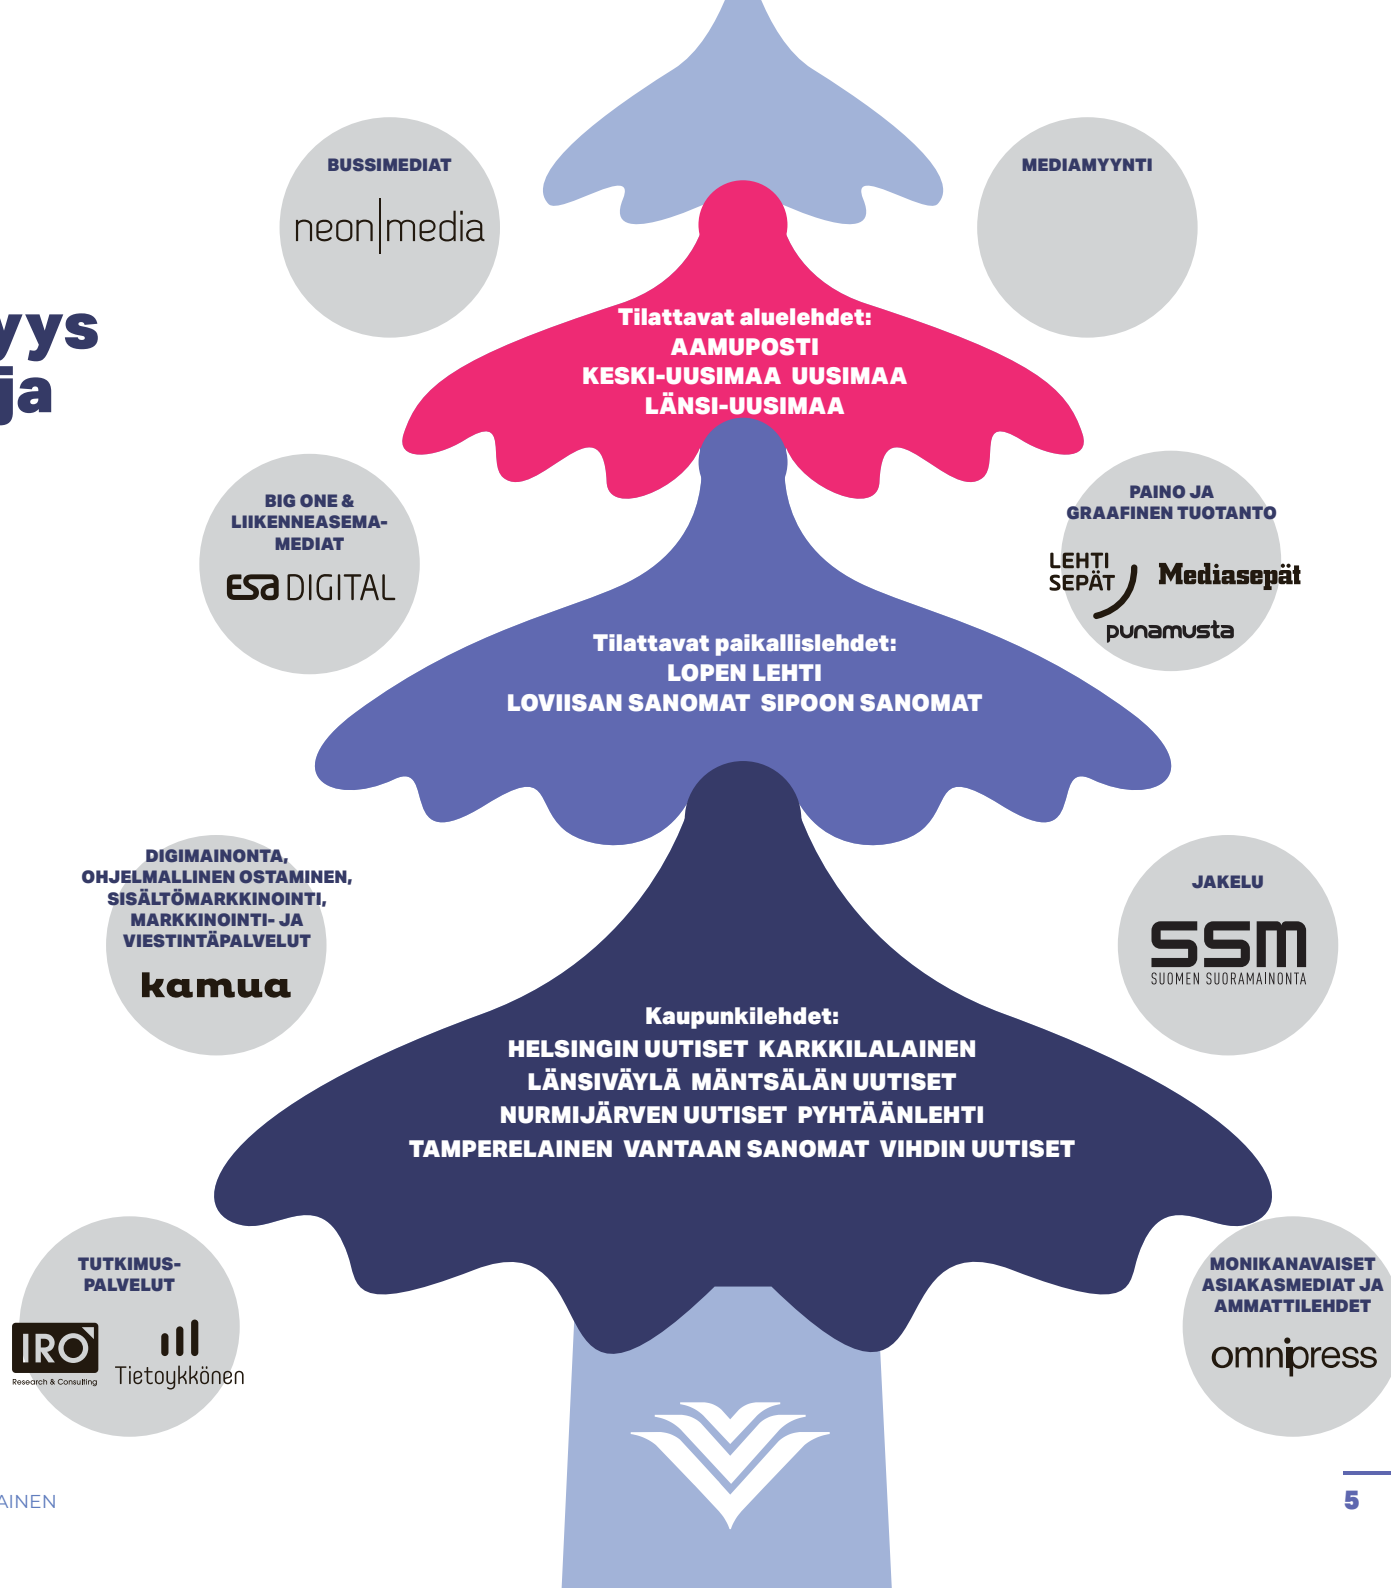 BUSSIMEDIAT
neon|media
MEDIAMYYNTI
yys
ja
Tilattavat aluelehdet:
AAMUPOSTI
KESKI-UUSIMAA UUSIMAA
LÄNSI-UUSIMAA
BIG ONE &
LIIKENNEASEMA-
MEDIAT
ESa DIGITAL
PAINO JA
GRAAFINEN TUOTANTO
LEHTI
SEPÄT
Mediasepät
punamusta
Tilattavat paikallislehdet:
LOPEN LEHTI
LOVIISAN SANOMAT SIPOON SANOMAT
DIGIMAINONTA,
OHJELMALLINEN OSTAMINEN,
SISÄLTÖMARKKINOINTI,
MARKKINOINTI- JA
VIESTINTÄPALVELUT
kamua
JAKELU
SSM
SUOMEN SUORAMAINONTA
Kaupunkilehdet:
HELSINGIN UUTISET KARKKILALAINEN
LÄNSIVÄYLÄ MÄNTSÄLÄN UUTISET
NURMIJÄRVEN UUTISET PYHTÄÄNLEHTI
TAMPERELAINEN VANTAAN SANOMAT VIHDIN UUTISET
TUTKIMUS-
PALVELUT
IRO
Research & Consulting
Tietoykkönen
MONIKANAVAISET
ASIAKASMEDIAT JA
AMMATTILEHDET
omnipress
AINEN
5